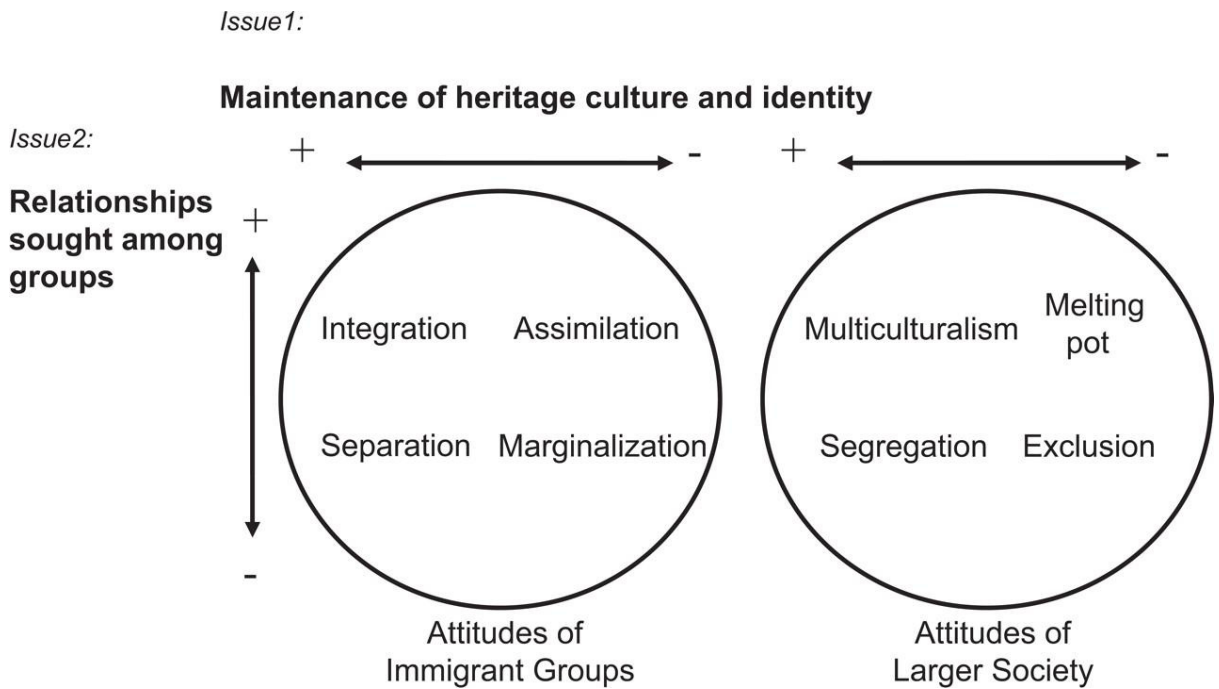 Issue1:
Maintenance of heritage culture and identity
Issue2:
+ - + -
Relationships
sought among
groups
+
Integration Assimilation
Separation Marginalization
-
Attitudes of
Immigrant Groups
Multiculturalism
Melting
pot
Segregation Exclusion
Attitudes of
Larger Society